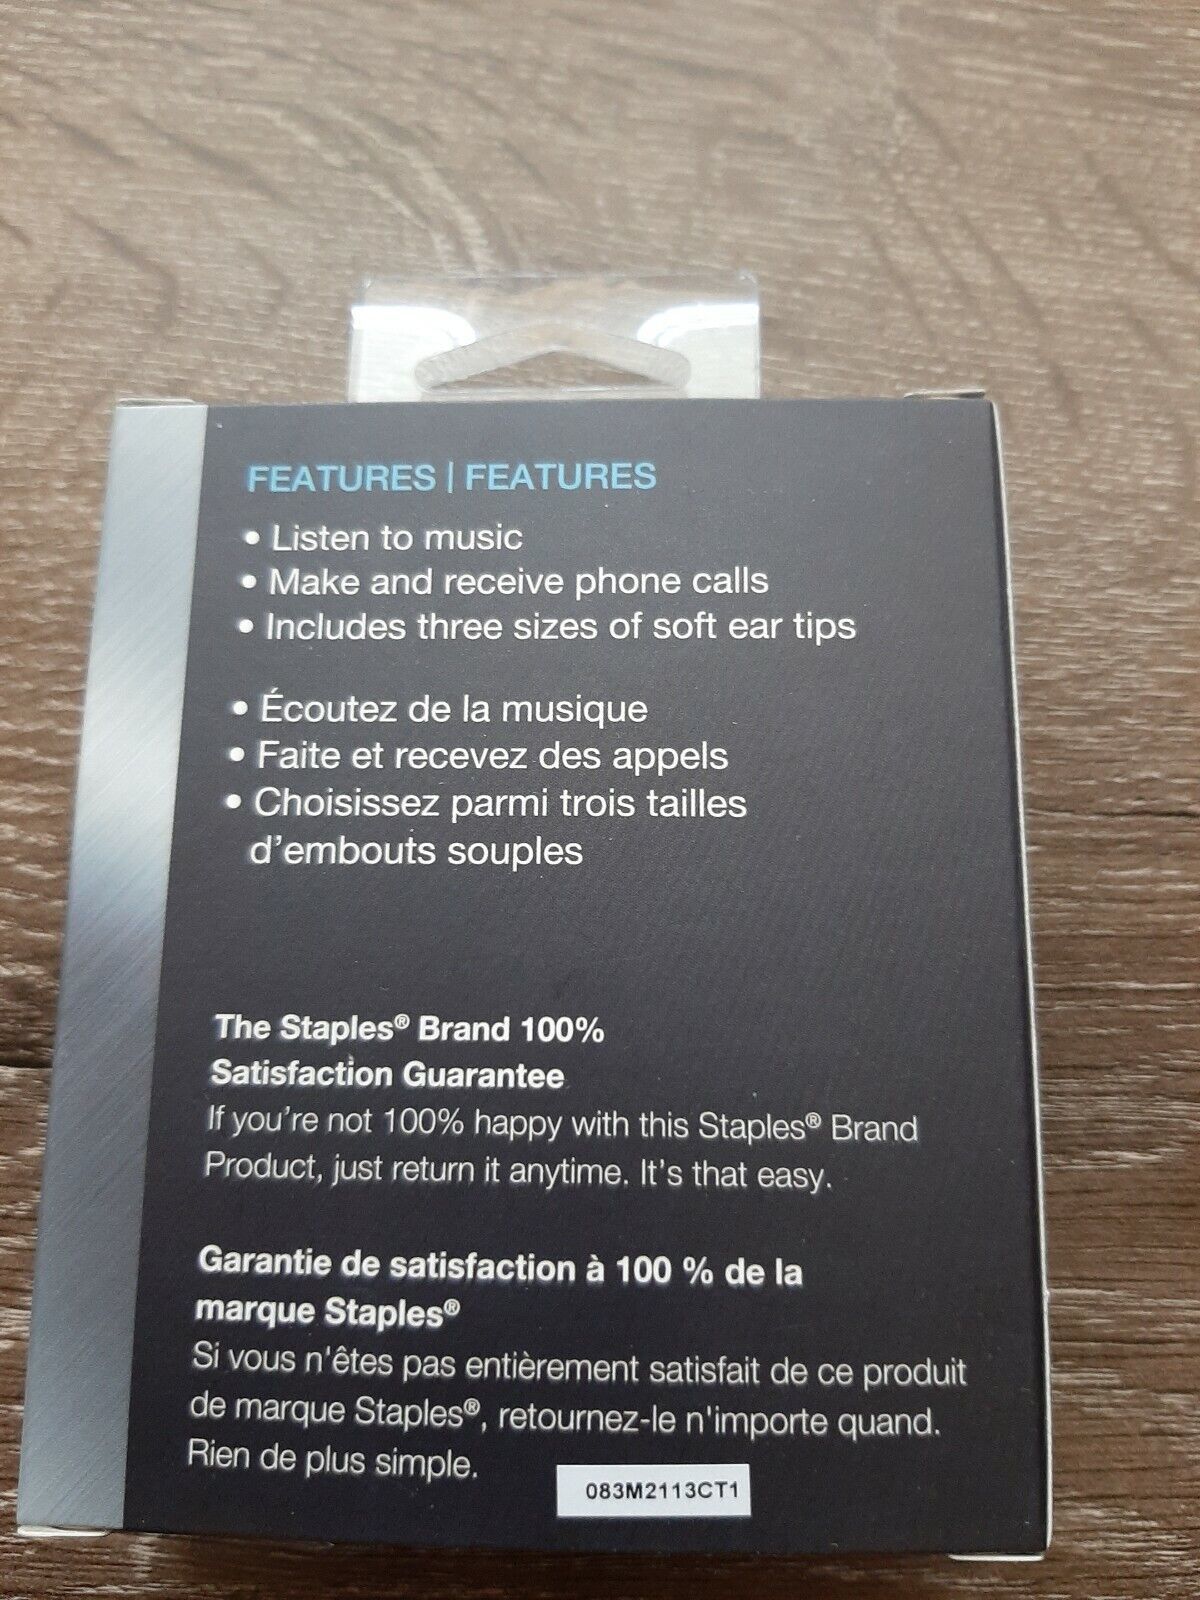 FEATURES | FEATURES
• Listen to music
• Make and receive phone calls
• Includes three sizes of soft ear tips
• Écoutez de la musique
• Faite et recevez des appels
• Choisissez parmi trois tailles
d'embouts souples
The Staples® Brand 100%
Satisfaction Guarantee
If you're not 100% happy with this Staples® Brand
Product, just return it anytime. It's that easy.
Garantie de satisfaction à 100 % de la
marque Staples®
Si vous n'êtes pas entièrement satisfait de ce produit
de marque Staples®, retournez-le n'importe quand.
Rien de plus simple.
083M2113CT1